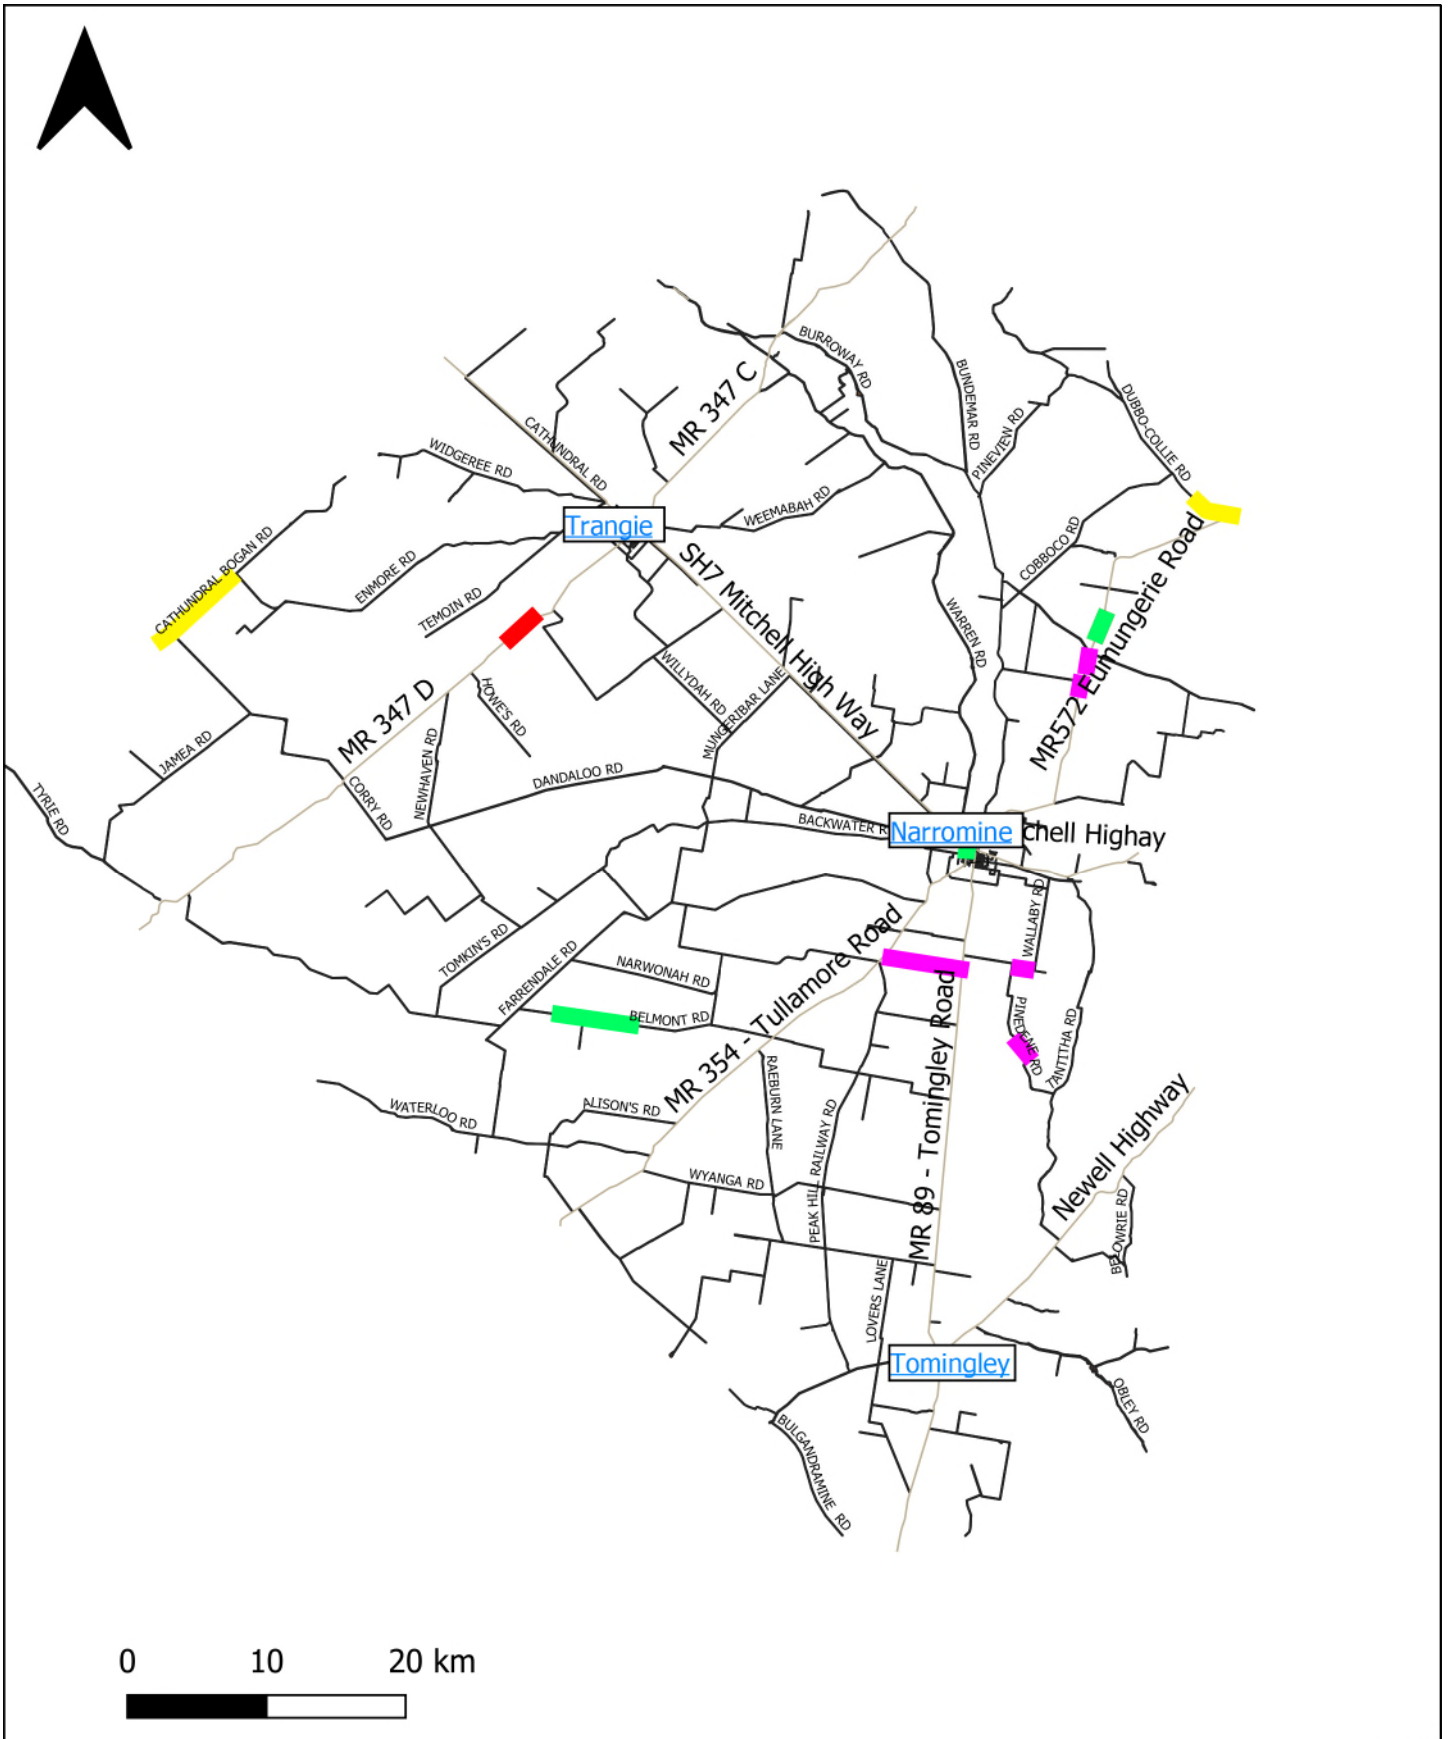 BURROWAY RD
MR 347 C
BUNDEMAR RD
DUBBO-COLLIE RD
PINEVIEW RD
CATHUNDRAL RD
WIDGEREE RD
WEEMABAH RD
Trangie
COBBOCO RD
CATHUNDRAL BOGAN RD
ENMORE RD
TEMOIN RD
SH7 Mitchell High Way
WARREN RD
MR572 Eumungerie Road
WILLYDAH RD
MUNGERIBAR LANE
HOWE'S RD
MR 347 D
JAMEA RD
NEWHAVEN RD
DANDALOO RD
TYRIE RD
CORRY RD
BACKWATER R
Narromine
chell Highay
WALLABY RD
TOMKIN'S RD
FARRENDALE RD
NARWONAH RD
MR 354 - Tullamore Road
BELMONT RD
PINEDENE RD
TANTITHA RD
MR 89 - Tomingley Road
RAEBURN LANE
ALISON'S RD
WATERLOO RD
PEAK HILL RAILWAY RD
WYANGA RD
Newell Highway
BELOWRIE RD
LOVERS LANE
Tomingley
OBLEY RD
BULGANDRAMINE RD
0 10 20 km